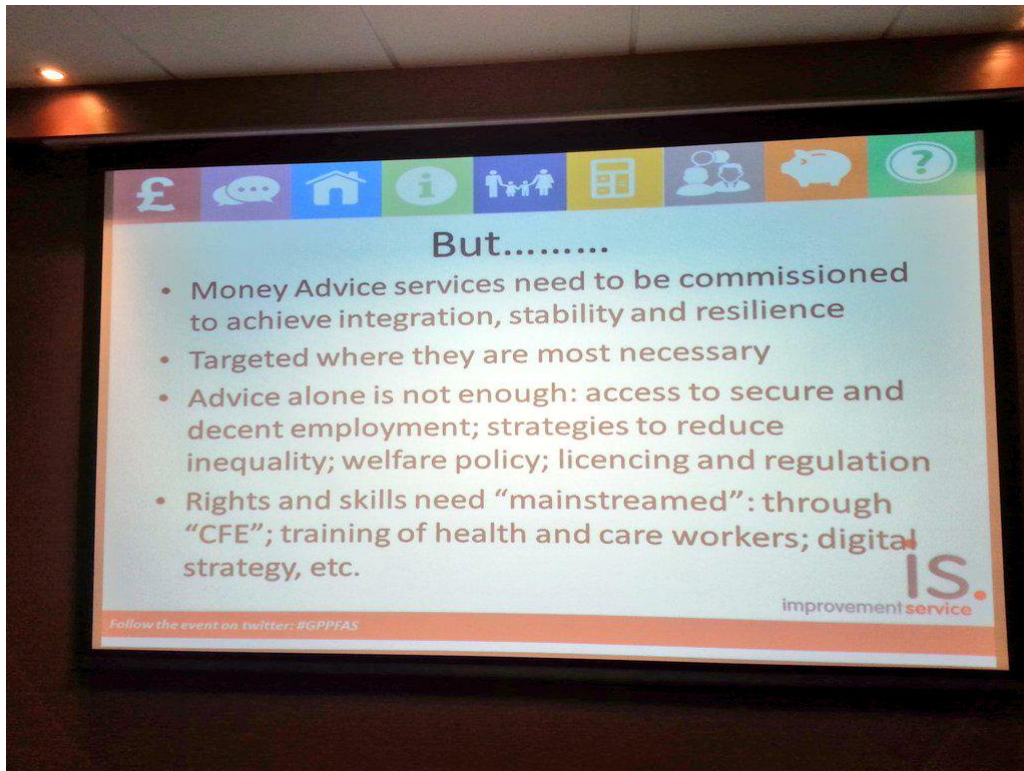 £
i
?
But.........
• Money Advice services need to be commissioned
to achieve integration, stability and resilience
• Targeted where they are most necessary
• Advice alone is not enough: access to secure and
decent employment; strategies to reduce
inequality; welfare policy; licencing and regulation
• Rights and skills need “mainstreamed”: through
“CFE”; training of health and care workers; digital
strategy, etc.
is.
improvement service
Follow the event on twitter: #GPPFAS